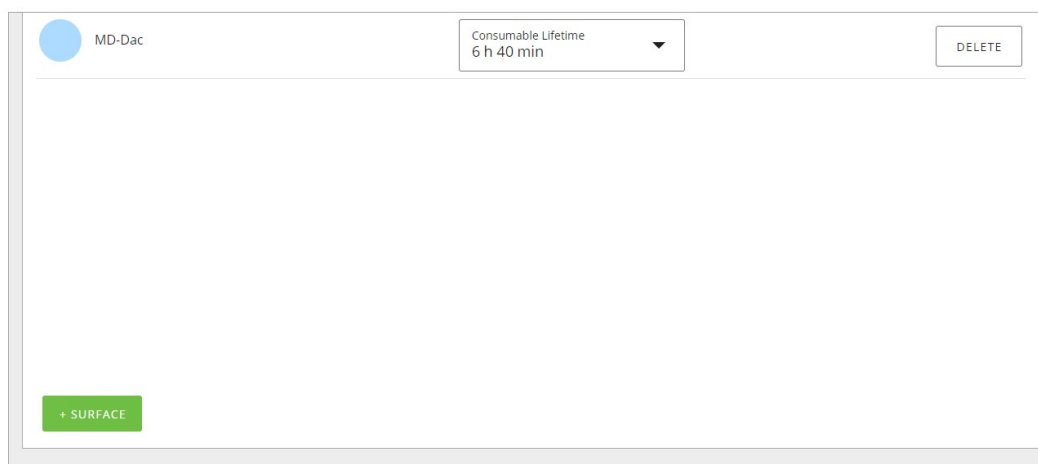 MD-Dac
Consumable Lifetime
6 h 40 min
DELETE
+ SURFACE